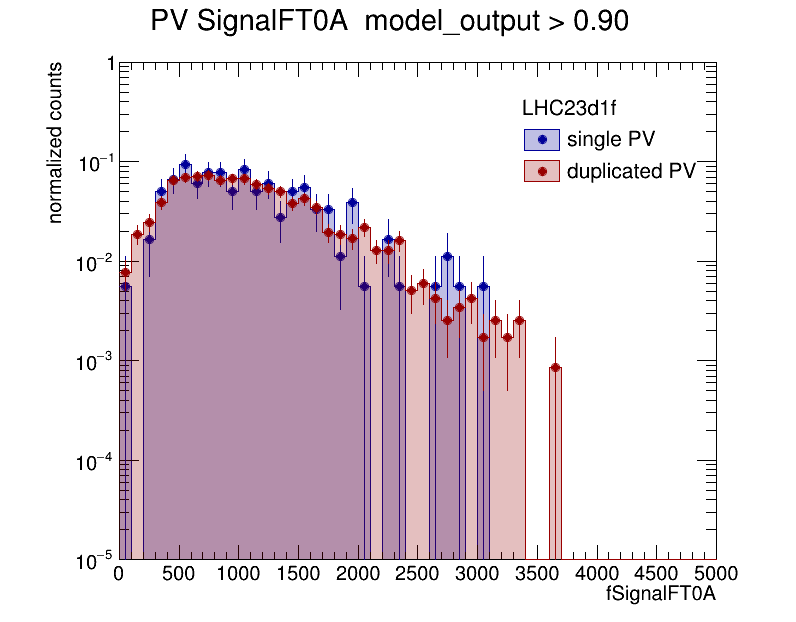 PV SignalFT0A  model_output > 0.90
normalized counts
LHC23d1f
single PV
duplicated PV
1
10⁻¹
10⁻²
10⁻³
10⁻⁴
10⁻⁵
0 500 1000 1500 2000 2500 3000 3500 4000 4500 5000
fSignalFT0A